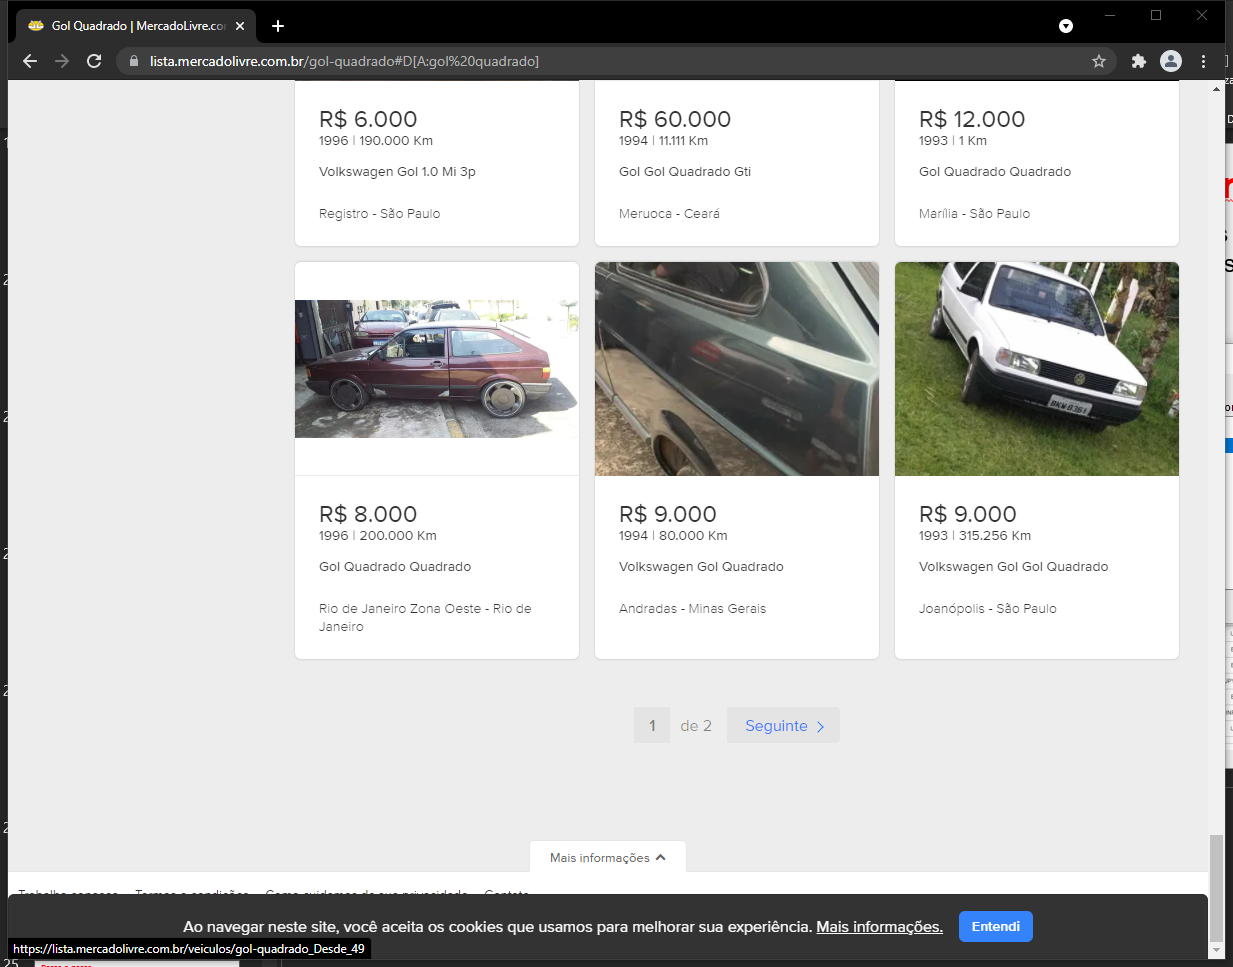 Gol Quadrado | MercadoLivre.co
lista.mercadolivre.com.br/gol-quadrado#D[A:gol%20quadrado]
R$ 6.000
1996 | 190.000 Km
Volkswagen Gol 1.0 Mi 3p
Registro - São Paulo
R$ 60.000
1994 | 11.111 Km
Gol Gol Quadrado Gti
Meruoca - Ceará
R$ 12.000
1993 | 1 Km
Gol Quadrado Quadrado
Marília - São Paulo
R$ 8.000
1996 | 200.000 Km
Gol Quadrado Quadrado
Rio de Janeiro Zona Oeste - Rio de
Janeiro
R$ 9.000
1994 | 80.000 Km
Volkswagen Gol Quadrado
Andradas - Minas Gerais
BKW 8361
R$ 9.000
1993 | 315.256 Km
Volkswagen Gol Gol Quadrado
Joanópolis - São Paulo
1 de 2 Seguinte
Mais informações
Trabalhe conosco Termos e condições Como cuidamos da sua privacidade Contato
Ao navegar neste site, você aceita os cookies que usamos para melhorar sua experiência. Mais informações. Entendi
https://lista.mercadolivre.com.br/veiculos/gol-quadrado_Desde_49
25